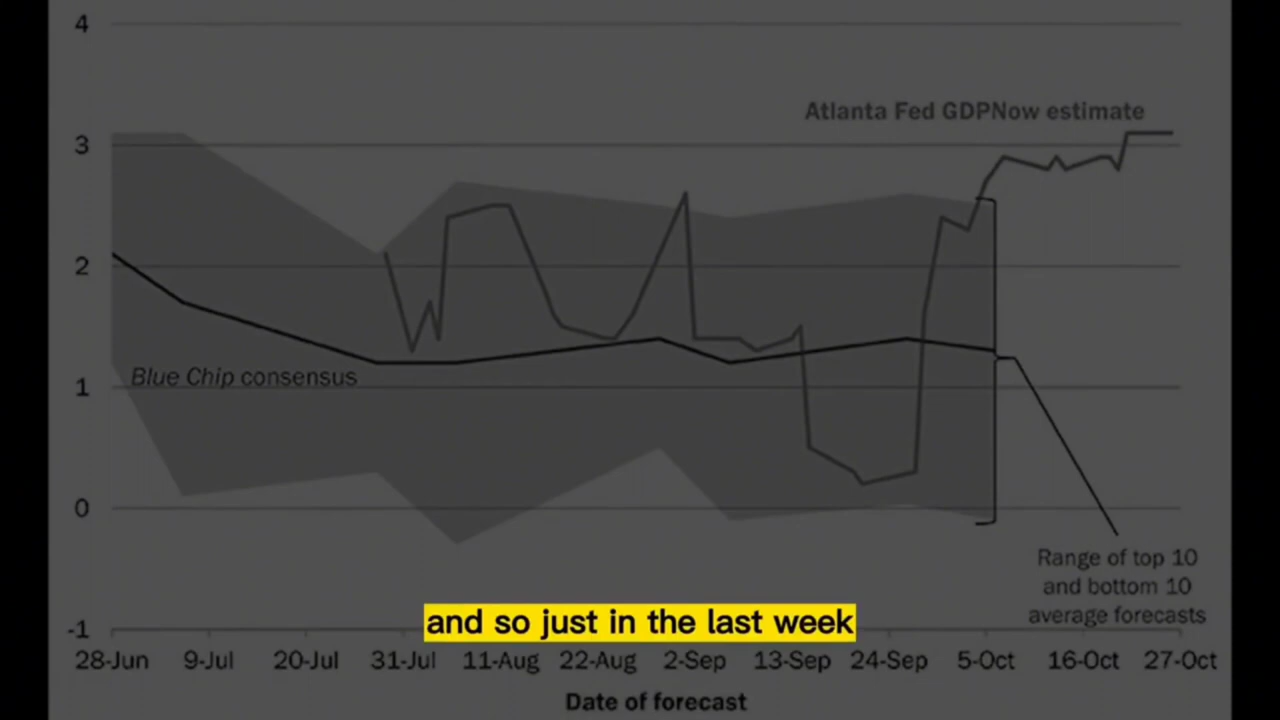 4
Atlanta Fed GDPNow estimate
3
2
Blue Chip consensus
1
0
Range of top 10
and bottom 10
average forecasts
and so just in the last week
-1
28-Jun 9-Jul 20-Jul 31-Jul 11-Aug 22-Aug 2-Sep 13-Sep 24-Sep 5-Oct 16-Oct 27-Oct
Date of forecast